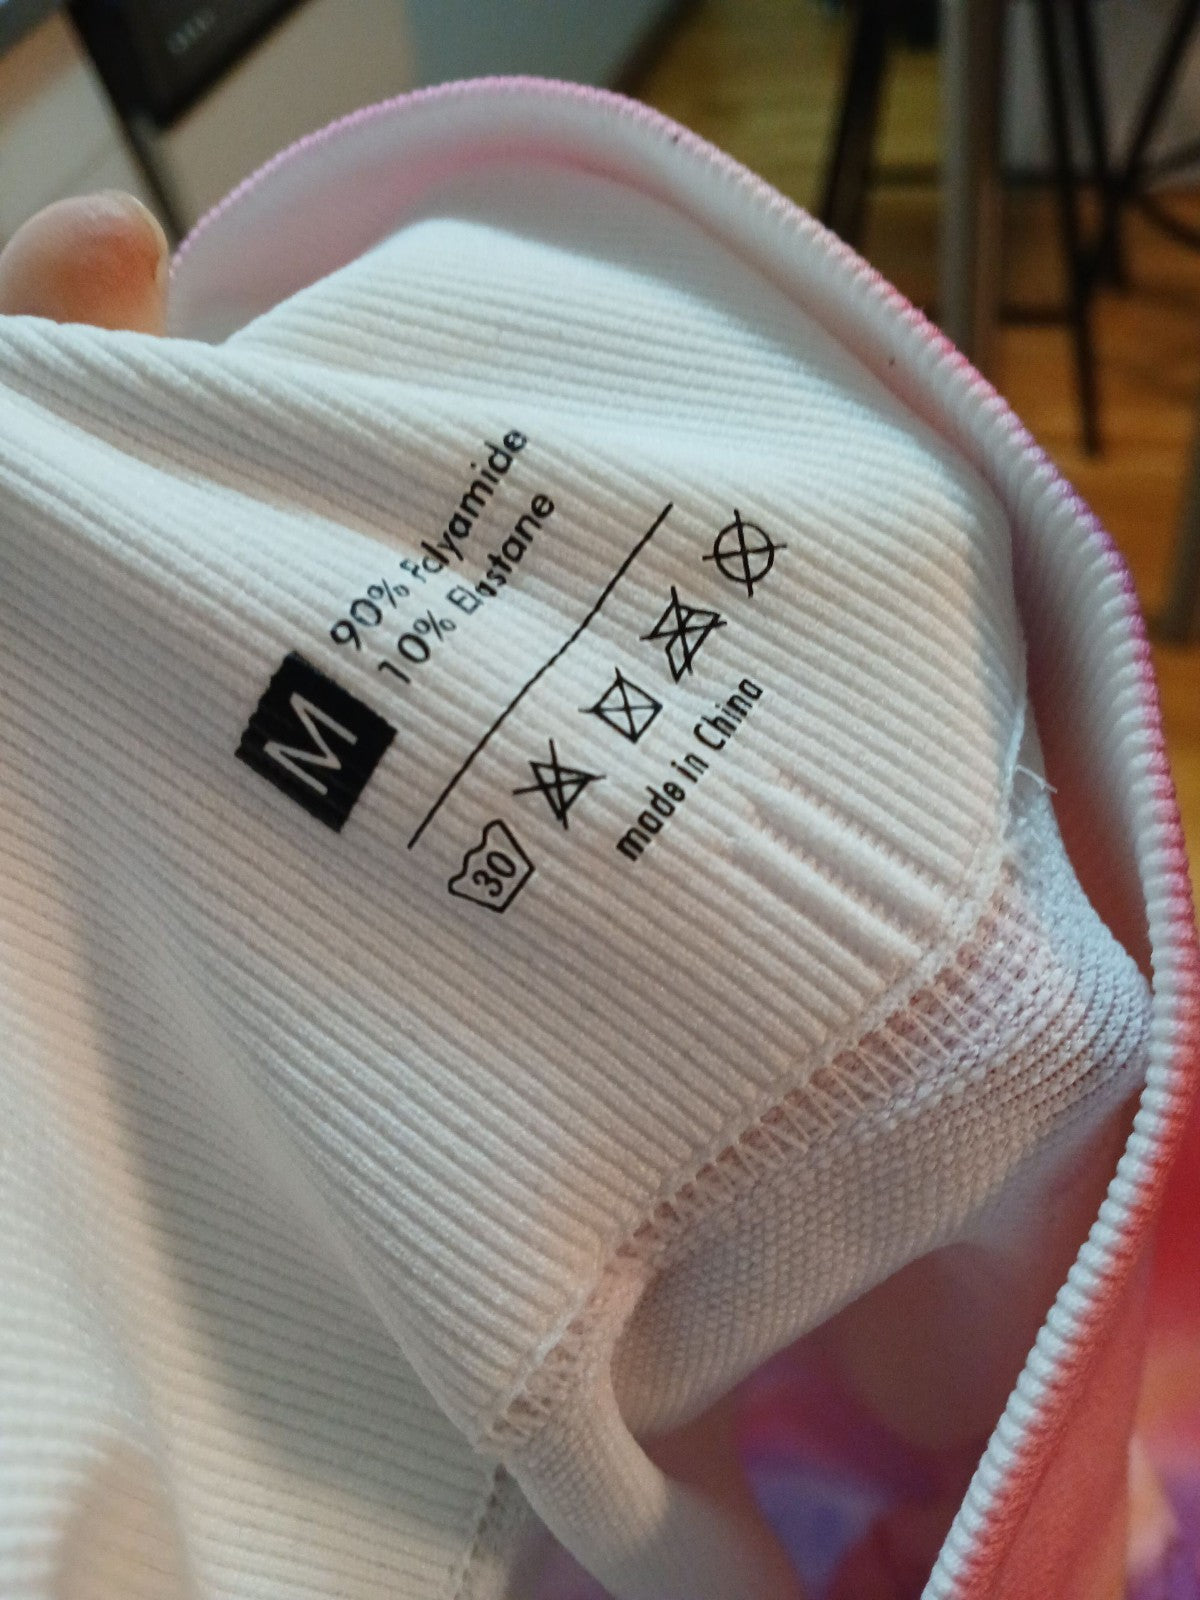 M
90% Polyamide
10% Elastane
30
made in China